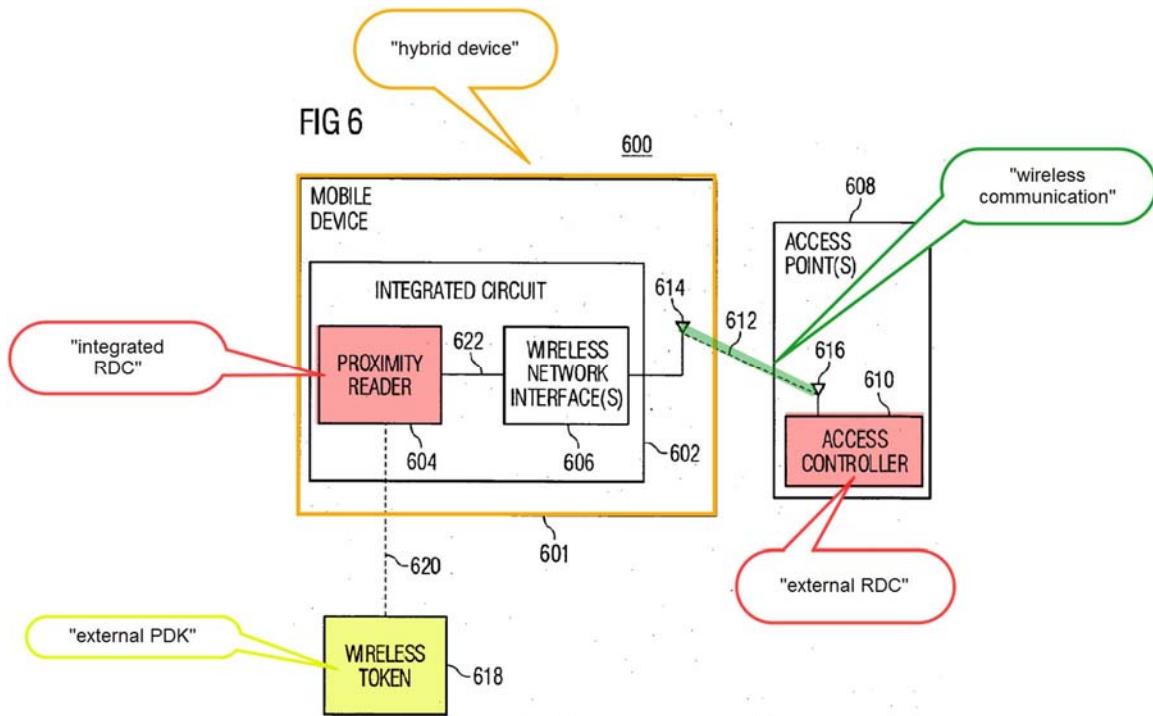 "hybrid device"
FIG 6
600
MOBILE
DEVICE
608
"wireless
communication"
ACCESS
POINT(S)
INTEGRATED CIRCUIT
614
612
616
610
"integrated
RDC"
PROXIMITY
READER
622
WIRELESS
NETWORK
INTERFACE(S)
604
606
602
ACCESS
CONTROLLER
601
620
"external RDC"
"external PDK"
WIRELESS
TOKEN
618